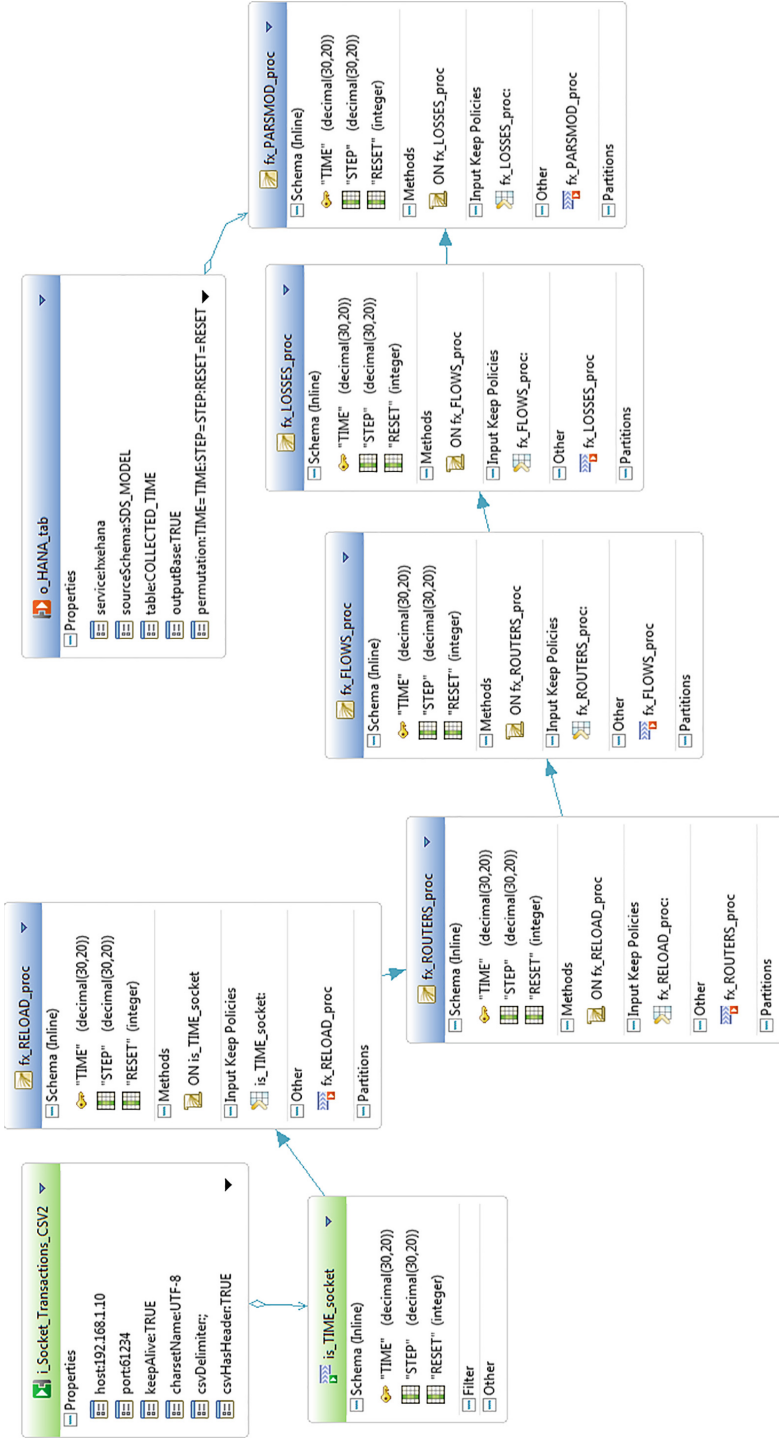 i_Socket_Transactions_CSV2
Properties
host:192.168.1.10
port:61234
keepAlive:TRUE
charsetName:UTF-8
csvDelimiter:;
csvHasHeader:TRUE
is_TIME_socket
Schema (Inline)
"TIME" (decimal(30,20))
"STEP" (decimal(30,20))
"RESET" (integer)
Filter
Other
fx_RELOAD_proc
Schema (Inline)
"TIME" (decimal(30,20))
"STEP" (decimal(30,20))
"RESET" (integer)
Methods
ON is_TIME_socket
Input Keep Policies
is_TIME_socket:
Other
fx_RELOAD_proc
Partitions
fx_ROUTERS_proc
Schema (Inline)
"TIME" (decimal(30,20))
"STEP" (decimal(30,20))
"RESET" (integer)
Methods
ON fx_RELOAD_proc
Input Keep Policies
fx_RELOAD_proc:
Other
fx_ROUTERS_proc
Partitions
fx_FLOWS_proc
Schema (Inline)
"TIME" (decimal(30,20))
"STEP" (decimal(30,20))
"RESET" (integer)
Methods
ON fx_ROUTERS_proc
Input Keep Policies
fx_ROUTERS_proc:
Other
fx_FLOWS_proc
Partitions
o_HANA_tab
Properties
service:hxehana
sourceSchema:SDS_MODEL
table:COLLECTED_TIME
outputBase:TRUE
permutation:TIME=TIME:STEP=STEP:RESET=RESET
fx_LOSSES_proc
Schema (Inline)
"TIME" (decimal(30,20))
"STEP" (decimal(30,20))
"RESET" (integer)
Methods
ON fx_FLOWS_proc
Input Keep Policies
fx_FLOWS_proc:
Other
fx_LOSSES_proc
Partitions
fx_PARSMOD_proc
Schema (Inline)
"TIME" (decimal(30,20))
"STEP" (decimal(30,20))
"RESET" (integer)
Methods
ON fx_LOSSES_proc
Input Keep Policies
fx_LOSSES_proc:
Other
fx_PARSMOD_proc
Partitions